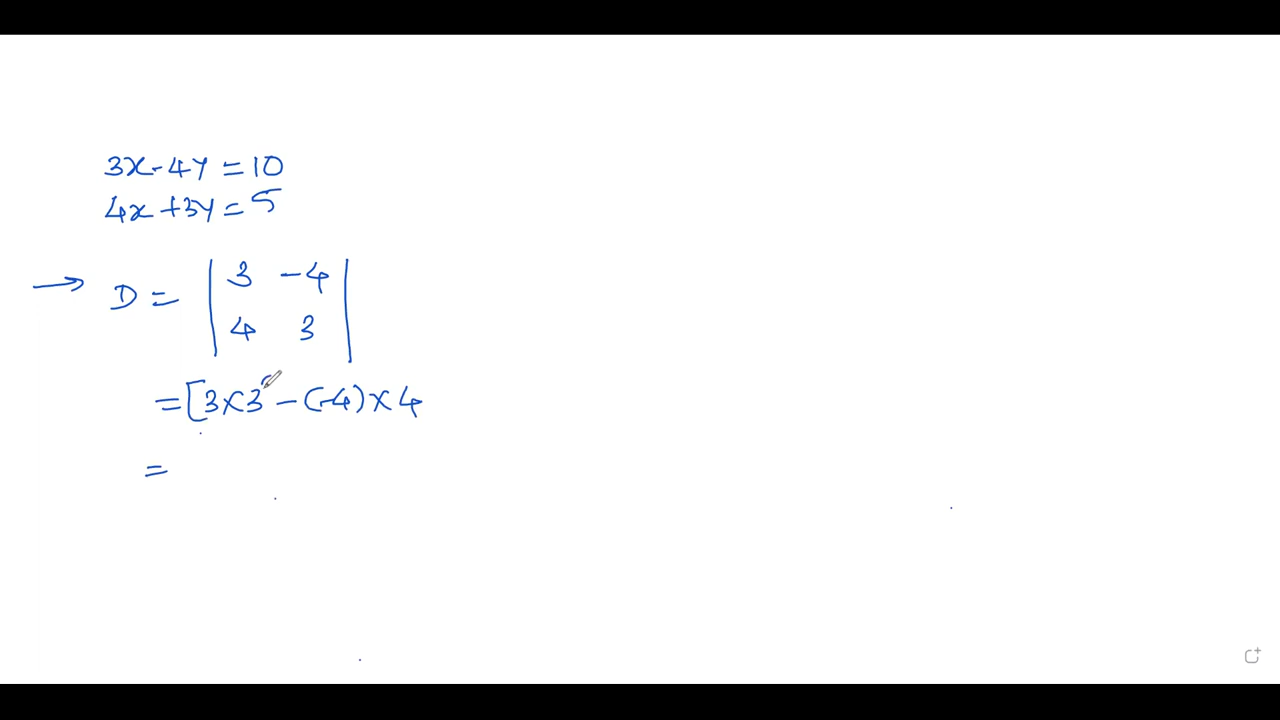 3x-4y=10
4x+3y=5
→ D= | 3 -4 |
| 4 3 |
=[3×3-(-4)×4
=